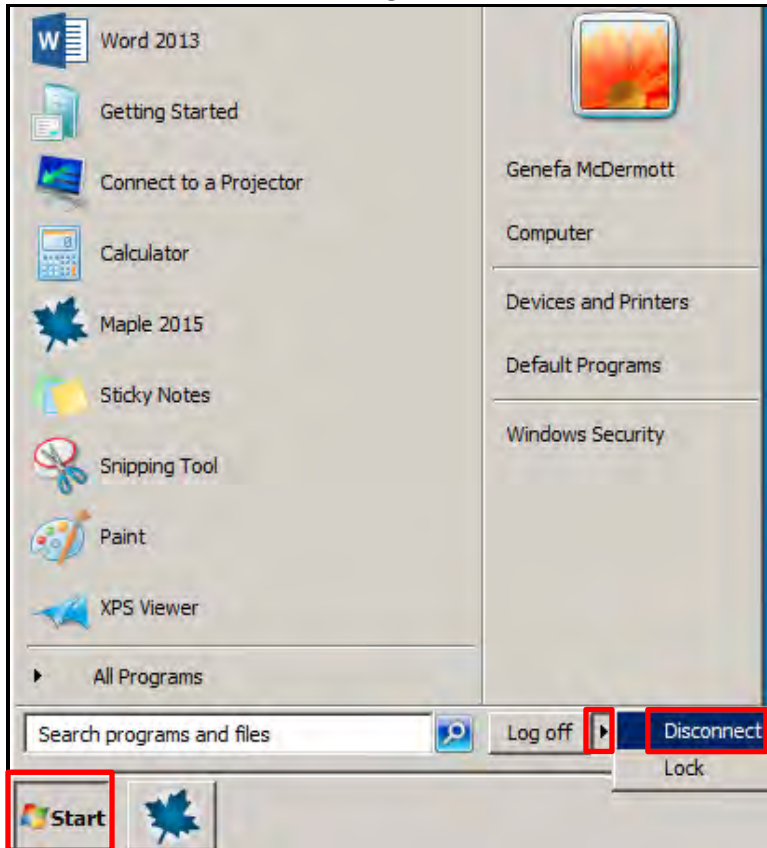 Word 2013
Getting Started
Connect to a Projector
Calculator
Maple 2015
Sticky Notes
Snipping Tool
Paint
XPS Viewer
All Programs
Search programs and files
Genefa McDermott
Computer
Devices and Printers
Default Programs
Windows Security
Log off
Disconnect
Lock
Start